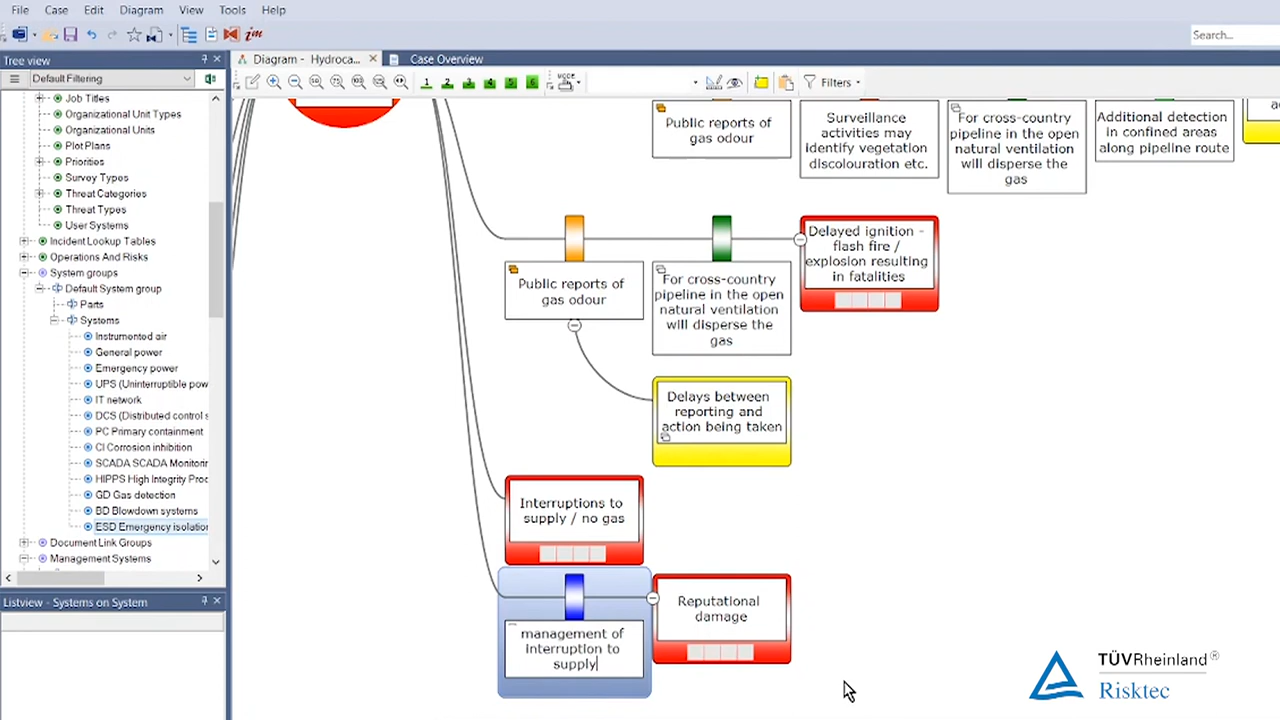 File Case Edit Diagram View Tools Help
Search...
Tree view
Diagram - Hydroca...
Case Overview
Default Filtering
Filters
Job Titles
Organizational Unit Types
Organizational Units
Plot Plans
Priorities
Survey Types
Threat Categories
Threat Types
User Systems
Incident Lookup Tables
Operations And Risks
System groups
Default System group
Parts
Systems
Instrumented air
General power
Emergency power
UPS (Uninterruptible pow
IT network
DCS (Distributed control s
PC Primary containment
CI Corrosion inhibition
SCADA SCADA Monitorin
HIPPS High Integrity Proc
GD Gas detection
BD Blowdown systems
ESD Emergency isolation
Document Link Groups
Management Systems
Listview - Systems on System
Public reports of
gas odour
Surveillance
activities may
identify vegetation
discolouration etc.
For cross-country
pipeline in the open
natural ventilation
will disperse the
gas
Additional detection
in confined areas
along pipeline route
Public reports of
gas odour
For cross-country
pipeline in the open
natural ventilation
will disperse the
gas
Delayed ignition -
flash fire /
explosion resulting
in fatalities
Delays between
reporting and
action being taken
Interruptions to
supply / no gas
management of
interruption to
supply
Reputational
damage
TÜVRheinland®
Risktec